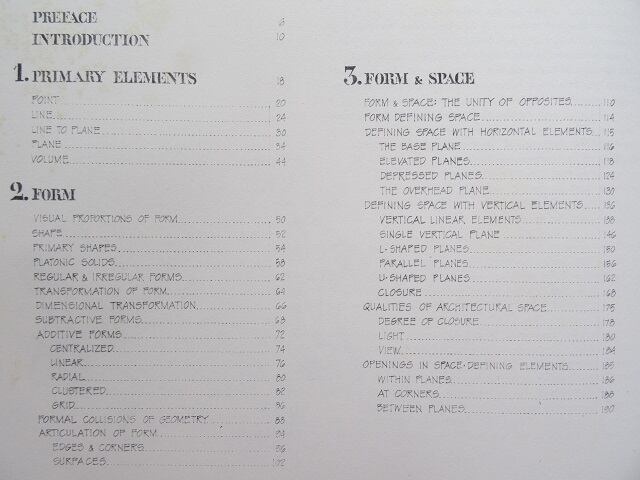 PREFACE 6
INTRODUCTION 10
1. PRIMARY ELEMENTS 18
POINT 20
LINE 24
LINE TO PLANE 30
PLANE 34
VOLUME 44
2. FORM
VISUAL PROPORTIONS OF FORM 50
SHAPE 52
PRIMARY SHAPES 54
PLATONIC SOLIDS 58
REGULAR & IRREGULAR FORMS 62
TRANSFORMATION OF FORM 64
DIMENSIONAL TRANSFORMATION 66
SUBTRACTIVE FORMS 68
ADDITIVE FORMS 72
CENTRALIZED 74
LINEAR 76
RADIAL 80
CLUSTERED 82
GRID 86
FORMAL COLLISIONS OF GEOMETRY 88
ARTICULATION OF FORM 94
EDGES & CORNERS 96
SURFACES 102
3. FORM & SPACE
FORM & SPACE: THE UNITY OF OPPOSITES 110
FORM DEFINING SPACE 114
DEFINING SPACE WITH HORIZONTAL ELEMENTS 115
THE BASE PLANE 116
ELEVATED PLANES 118
DEPRESSED PLANES 124
THE OVERHEAD PLANE 130
DEFINING SPACE WITH VERTICAL ELEMENTS 136
VERTICAL LINEAR ELEMENTS 138
SINGLE VERTICAL PLANE 146
L-SHAPED PLANES 150
PARALLEL PLANES 156
U-SHAPED PLANES 162
CLOSURE 168
QUALITIES OF ARCHITECTURAL SPACE 175
DEGREE OF CLOSURE 178
LIGHT 180
VIEW 184
OPENINGS IN SPACE-DEFINING ELEMENTS 185
WITHIN PLANES 186
AT CORNERS 188
BETWEEN PLANES 190